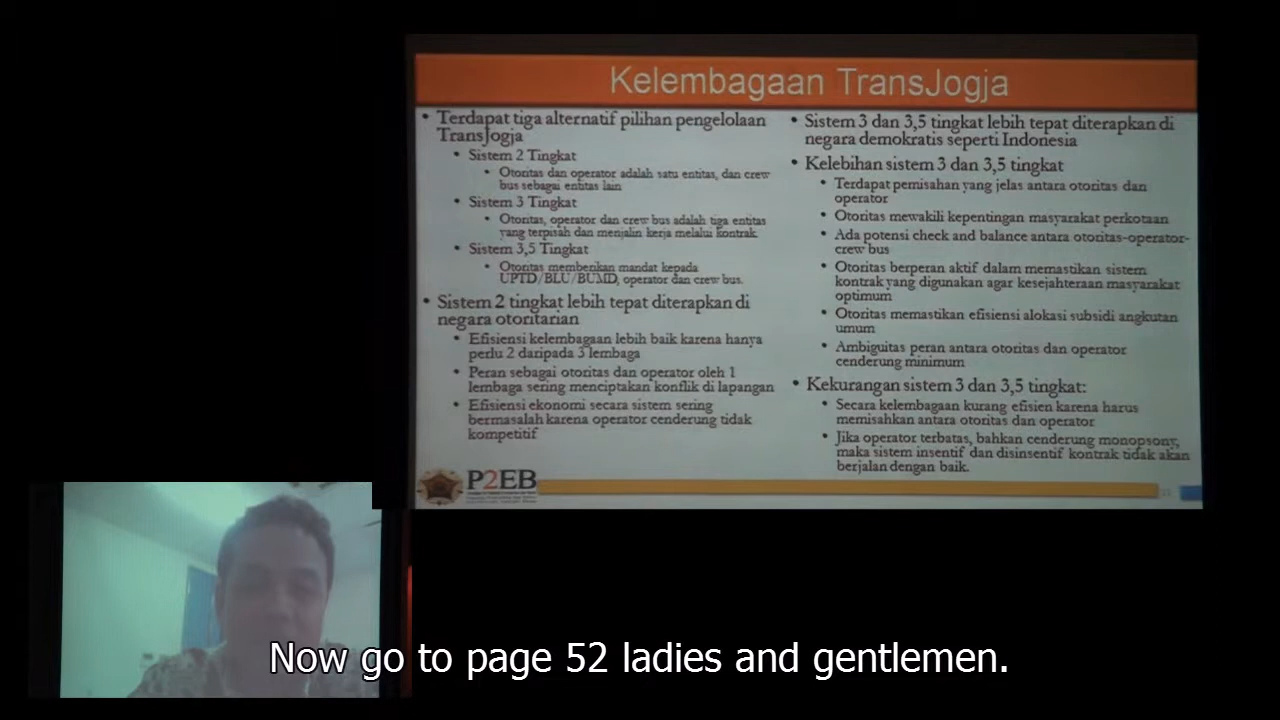 Kelembagaan TransJogja
• Terdapat tiga alternatif pilihan pengelolaan
TransJogja
• Sistem 2 Tingkat
• Otoritas dan operator adalah satu entitas, dan crew
bus sebagai entitas lain
• Sistem 3 Tingkat
• Otoritas, operator dan crew bus adalah tiga entitas
yang terpisah dan menjalin kerja melalui kontrak.
• Sistem 3,5 Tingkat
• Otoritas memberikan mandat kepada
UPTD/BLU/BUMD, operator dan crew bus.
• Sistem 2 tingkat lebih tepat diterapkan di
negara otoritarian
• Efisiensi kelembagaan lebih baik karena hanya
perlu 2 daripada 3 lembaga
• Peran sebagai otoritas dan operator oleh 1
lembaga sering menciptakan konflik di lapangan
• Efisiensi ekonomi secara sistem sering
bermasalah karena operator cenderung tidak
kompetitif
• Sistem 3 dan 3,5 tingkat lebih tepat diterapkan di
negara demokratis seperti Indonesia
• Kelebihan sistem 3 dan 3,5 tingkat
• Terdapat pemisahan yang jelas antara otoritas dan
operator
• Otoritas mewakili kepentingan masyarakat perkotaan
• Ada potensi check and balance antara otoritas-operator-
crew bus
• Otoritas berperan aktif dalam memastikan sistem
kontrak yang digunakan agar kesejahteraan masyarakat
optimum
• Otoritas memastikan efisiensi alokasi subsidi angkutan
umum
• Ambiguitas peran antara otoritas dan operator
cenderung minimum
• Kekurangan sistem 3 dan 3,5 tingkat:
• Secara kelembagaan kurang efisien karena harus
memisahkan antara otoritas dan operator
• Jika operator terbatas, bahkan cenderung monopsony,
maka sistem insentif dan disinsentif kontrak tidak akan
berjalan dengan baik.
P2EB
Now go to page 52 ladies and gentlemen.